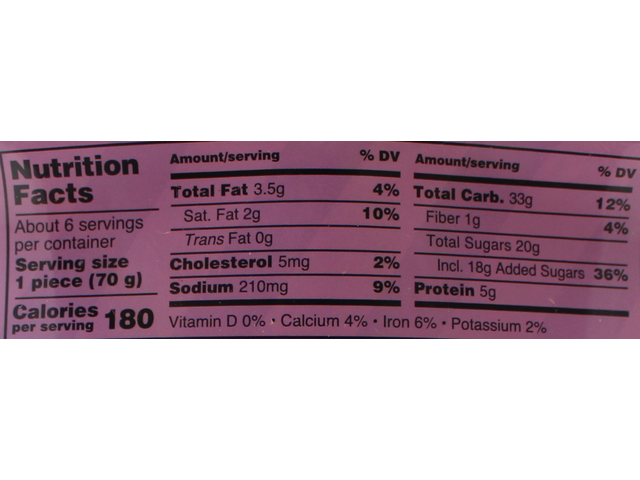 Nutrition
Facts
About 6 servings
per container
Serving size
1 piece (70 g)
Calories
per serving 180
Amount/serving % DV
Total Fat 3.5g 4%
Sat. Fat 2g 10%
Trans Fat 0g
Cholesterol 5mg 2%
Sodium 210mg 9%
Amount/serving % DV
Total Carb. 33g 12%
Fiber 1g 4%
Total Sugars 20g
Incl. 18g Added Sugars 36%
Protein 5g
Vitamin D 0% • Calcium 4% • Iron 6% • Potassium 2%